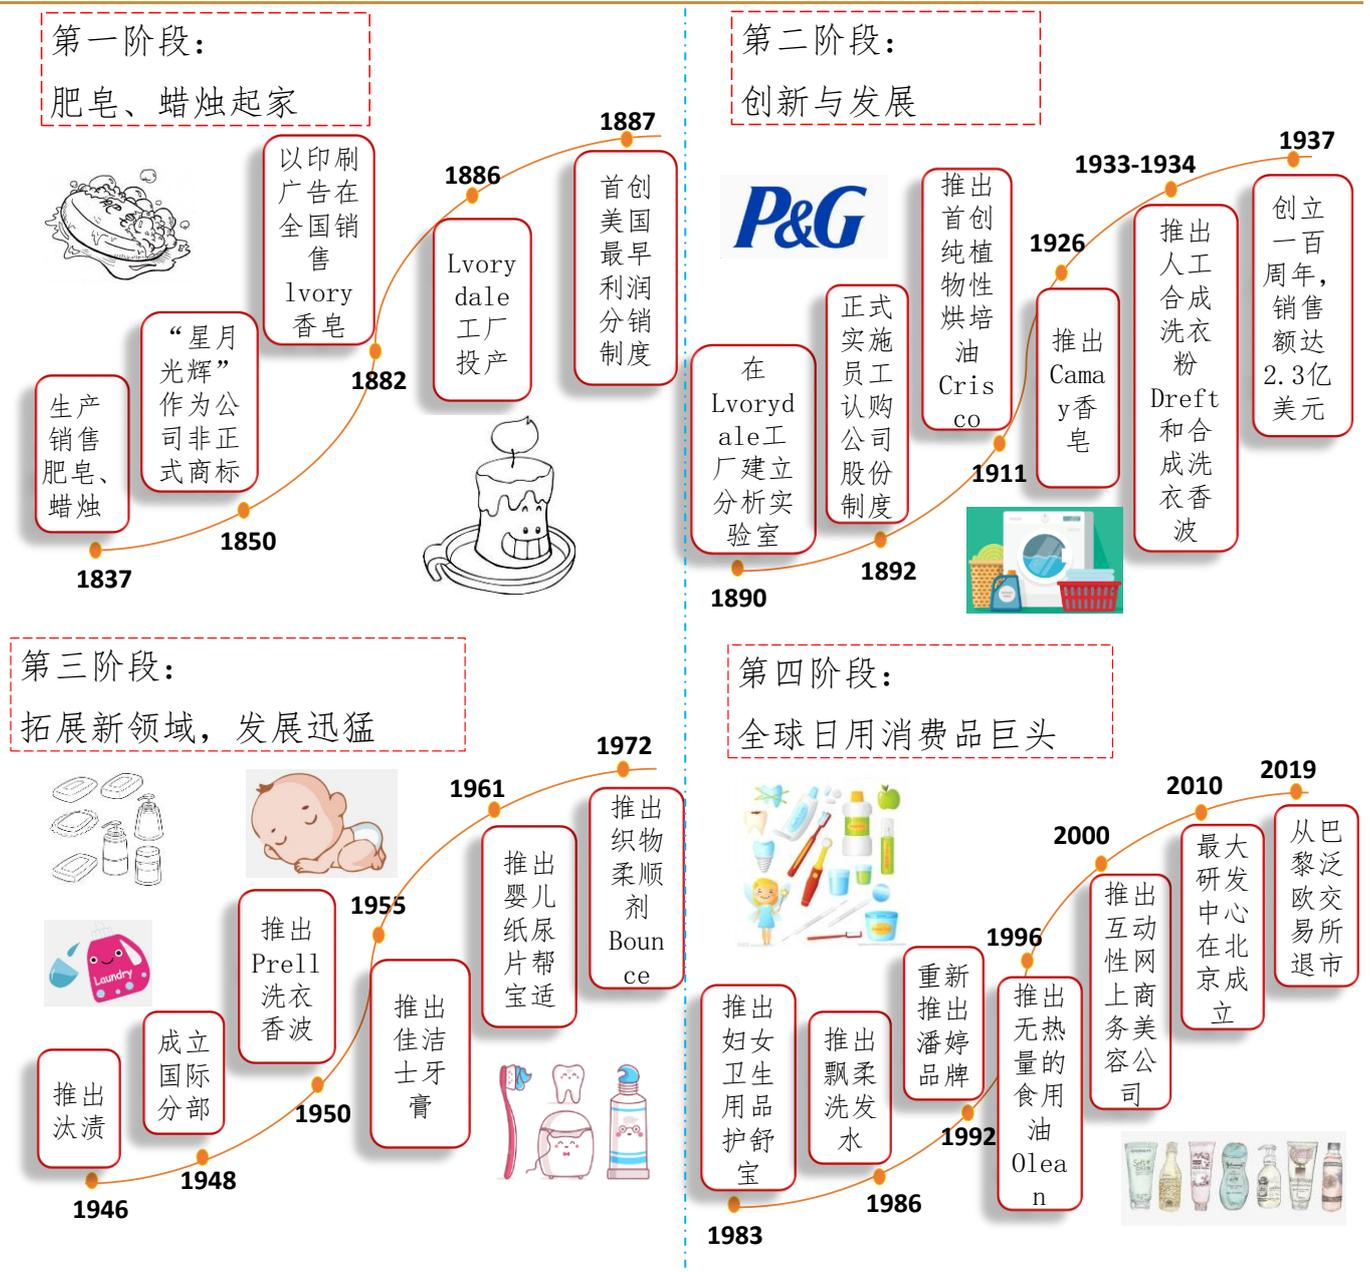 第一阶段：
肥皂、蜡烛起家
生产
销售
肥皂、
蜡烛
1837
“星月
光辉”
作为公
司非正
式商标
1850
以印刷
广告在
全国销
售
lvory
香皂
1882
1886
Lvory
dale
工厂
投产
1887
首创
美国
最早
利润
分销
制度
第二阶段：
创新与发展
P&G
在
Lvoryd
ale工
厂建立
分析实
验室
1890
正式
实施
员工
认购
公司
股份
制度
1892
推出
首创
纯植
物性
烘培
油
Cris
co
1911
1926
推出
Cama
y香
皂
1933-1934
推出
人工
合成
洗衣
粉
Dreft
和合
成洗
衣香
波
1937
创立
一百
周年，
销售
额达
2.3亿
美元
第三阶段：
拓展新领域，发展迅猛
Laundry
推出
汰渍
1946
成立
国际
分部
1948
推出
Prell
洗衣
香波
1950
1955
推出
佳洁
士牙
膏
1961
推出
婴儿
纸尿
片帮
宝适
1972
推出
织物
柔顺
剂
Boun
ce
第四阶段：
全球日用消费品巨头
推出
妇女
卫生
用品
护舒
宝
1983
推出
飘柔
洗发
水
1986
重新
推出
潘婷
品牌
1992
1996
推出
无热
量的
食用
油
Olea
n
2000
推出
互动
性网
上商
务美
容公
司
2010
最大
研发
中心
在北
京成
立
2019
从巴
黎泛
欧交
易所
退市